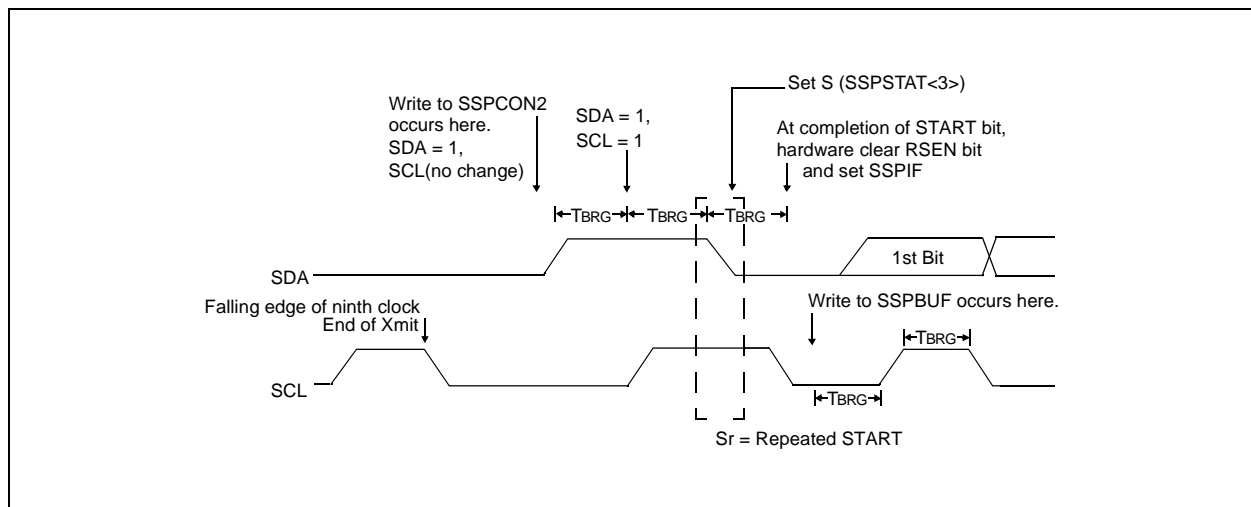 Set S (SSPSTAT<3>)
Write to SSPCON2
occurs here.
SDA = 1,
SCL(no change)
SDA = 1,
SCL = 1
At completion of START bit,
hardware clear RSEN bit
and set SSPIF
TBRG
TBRG
TBRG
SDA
1st Bit
Falling edge of ninth clock
End of Xmit
Write to SSPBUF occurs here.
TBRG
SCL
TBRG
Sr = Repeated START